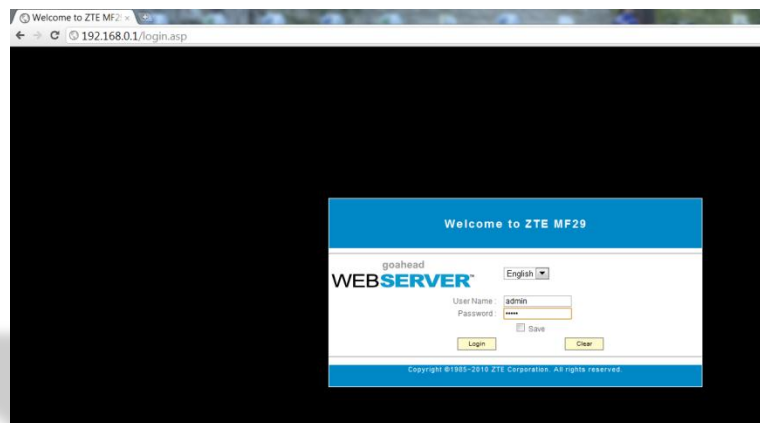 Welcome to ZTE MF2
192.168.0.1/login.asp
Welcome to ZTE MF29
goahead
WEBSERVER™
English
User Name :
admin
Password :
•••••
Save
Login
Clear
Copyright ©1985-2010 ZTE Corporation. All rights reserved.